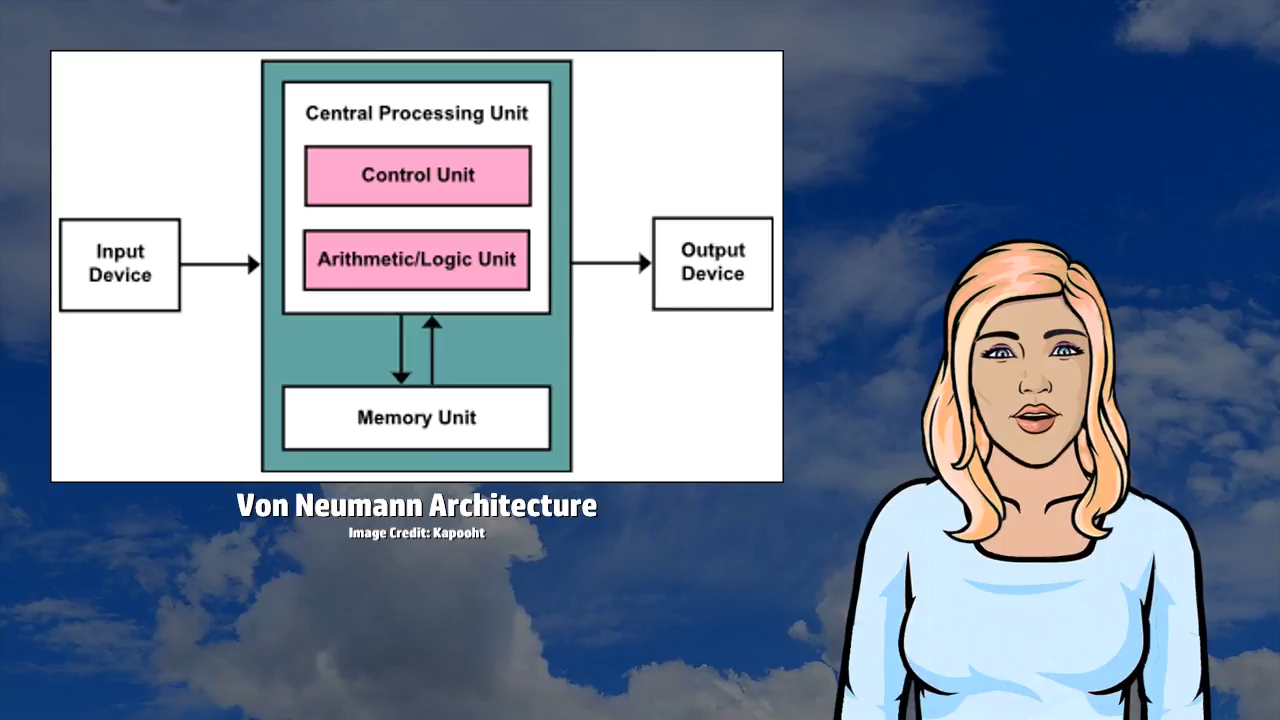 Central Processing Unit
Control Unit
Arithmetic/Logic Unit
Input
Device
Output
Device
Memory Unit
Von Neumann Architecture
Image Credit: Kapooht